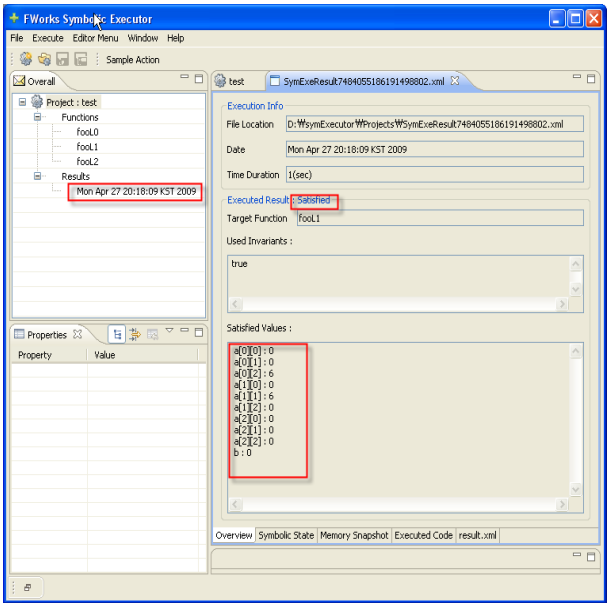 FWorks Symbolic Executor
File Execute Editor Menu Window Help
Sample Action
Overall
Project : test
Functions
fooL0
fooL1
fooL2
Results
Mon Apr 27 20:18:09 KST 2009
Properties
Property Value
test SymExeResult7484055186191498802.xml
Execution Info
File Location D:₩symExecutor₩Projects₩SymExeResult7484055186191498802.xml
Date Mon Apr 27 20:18:09 KST 2009
Time Duration 1(sec)
Executed Result : Satisfied
Target Function fooL1
Used Invariants :
true
Satisfied Values :
a[0][0] : 0
a[0][1] : 0
a[0][2] : 6
a[1][0] : 0
a[1][1] : 6
a[1][2] : 0
a[2][0] : 0
a[2][1] : 0
a[2][2] : 0
b : 0
Overview Symbolic State Memory Snapshot Executed Code result.xml